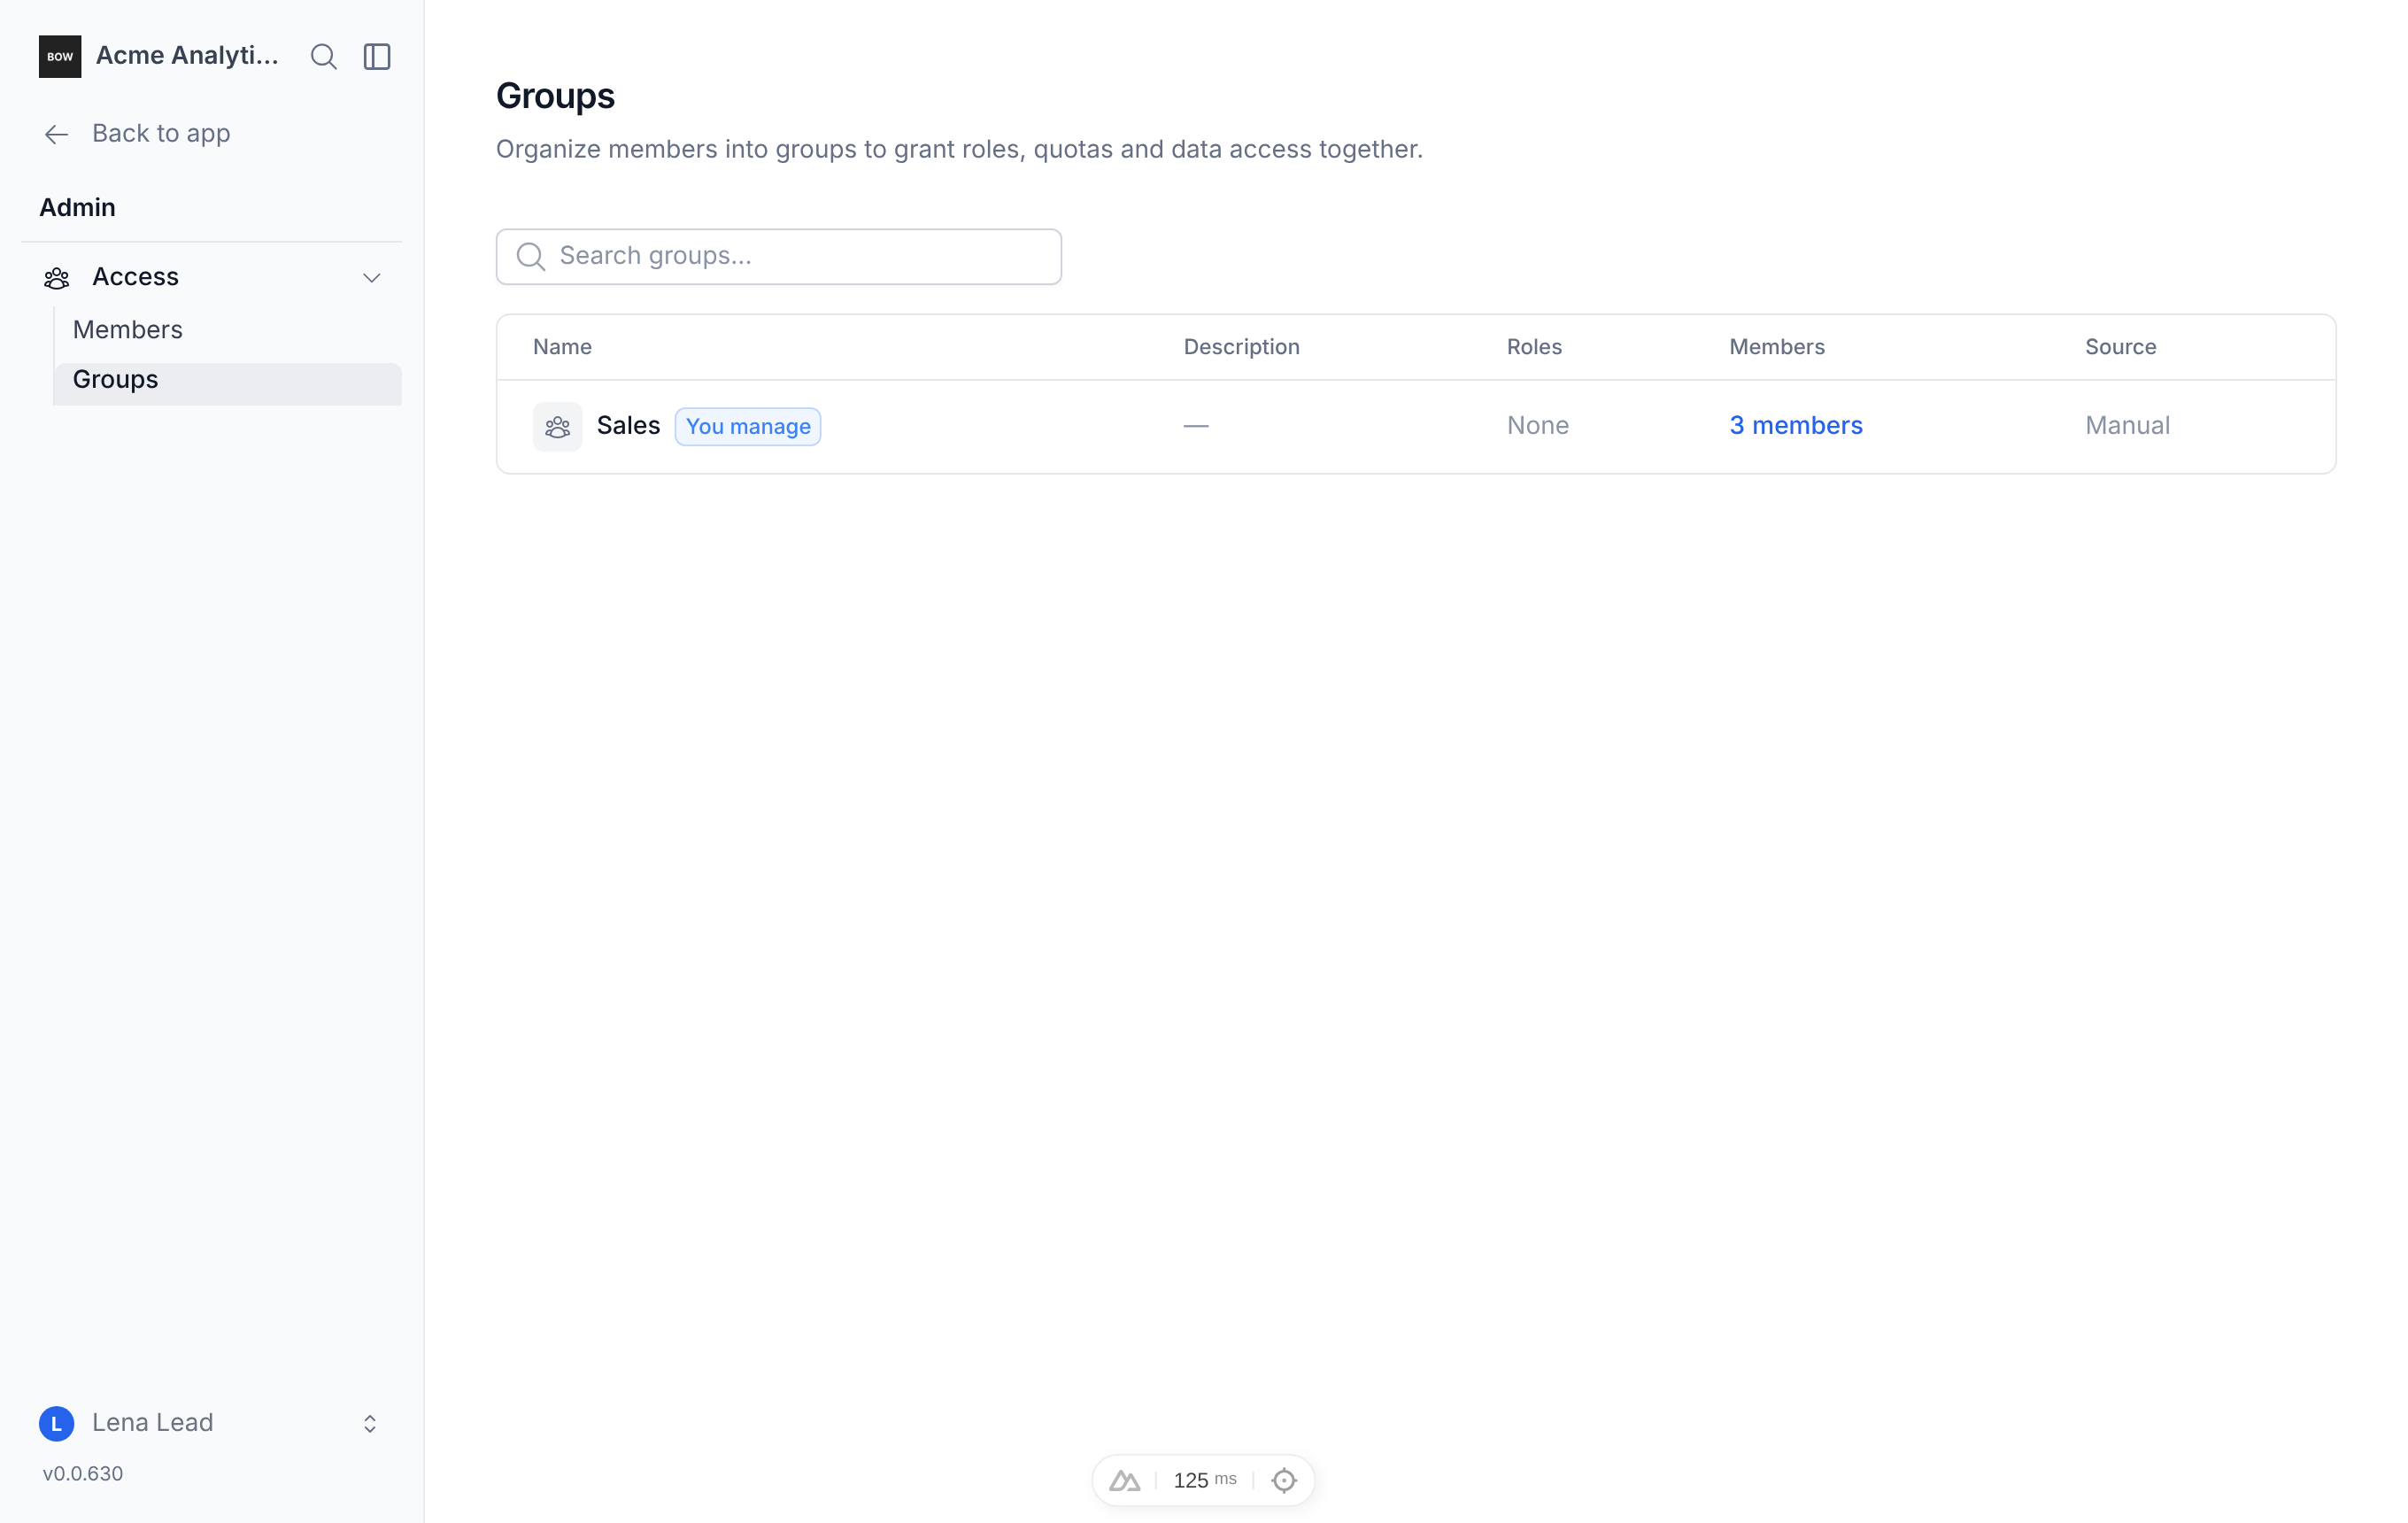 BOW
Acme Analyti...
Back to app
Admin
Access
Members
Groups
Groups
Organize members into groups to grant roles, quotas and data access together.
Search groups...
Name Description Roles Members Source
Sales You manage — None 3 members Manual
L Lena Lead
v0.0.630
125 ms